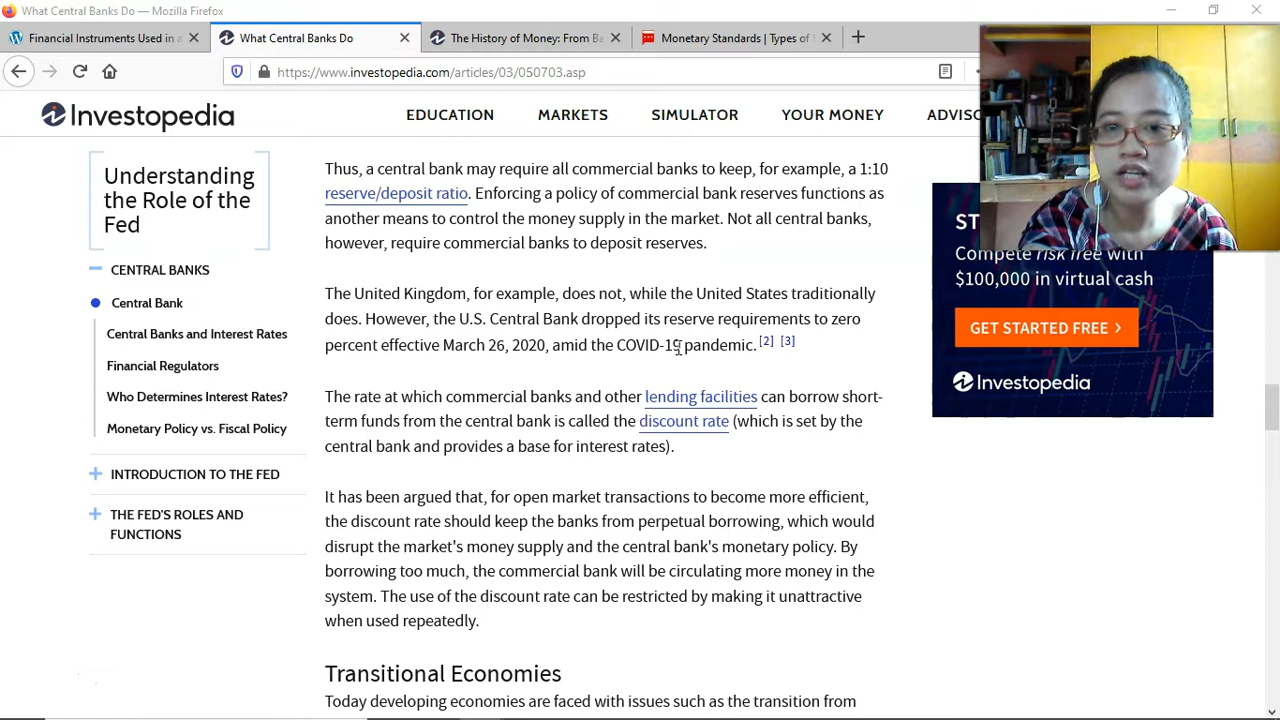 What Central Banks Do — Mozilla Firefox
Financial Instruments Used in a
What Central Banks Do
The History of Money: From Ba
Monetary Standards | Types of
https://www.investopedia.com/articles/03/050703.asp
Investopedia
EDUCATION
MARKETS
SIMULATOR
YOUR MONEY
ADVISO
Understanding
the Role of the
Fed
CENTRAL BANKS
Central Bank
Central Banks and Interest Rates
Financial Regulators
Who Determines Interest Rates?
Monetary Policy vs. Fiscal Policy
INTRODUCTION TO THE FED
THE FED'S ROLES AND
FUNCTIONS
Thus, a central bank may require all commercial banks to keep, for example, a 1:10
reserve/deposit ratio. Enforcing a policy of commercial bank reserves functions as
another means to control the money supply in the market. Not all central banks,
however, require commercial banks to deposit reserves.
The United Kingdom, for example, does not, while the United States traditionally
does. However, the U.S. Central Bank dropped its reserve requirements to zero
percent effective March 26, 2020, amid the COVID-19 pandemic. [2] [3]
The rate at which commercial banks and other lending facilities can borrow short-
term funds from the central bank is called the discount rate (which is set by the
central bank and provides a base for interest rates).
It has been argued that, for open market transactions to become more efficient,
the discount rate should keep the banks from perpetual borrowing, which would
disrupt the market's money supply and the central bank's monetary policy. By
borrowing too much, the commercial bank will be circulating more money in the
system. The use of the discount rate can be restricted by making it unattractive
when used repeatedly.
Transitional Economies
Today developing economies are faced with issues such as the transition from
ST
Compete risk free with
$100,000 in virtual cash
GET STARTED FREE >
Investopedia